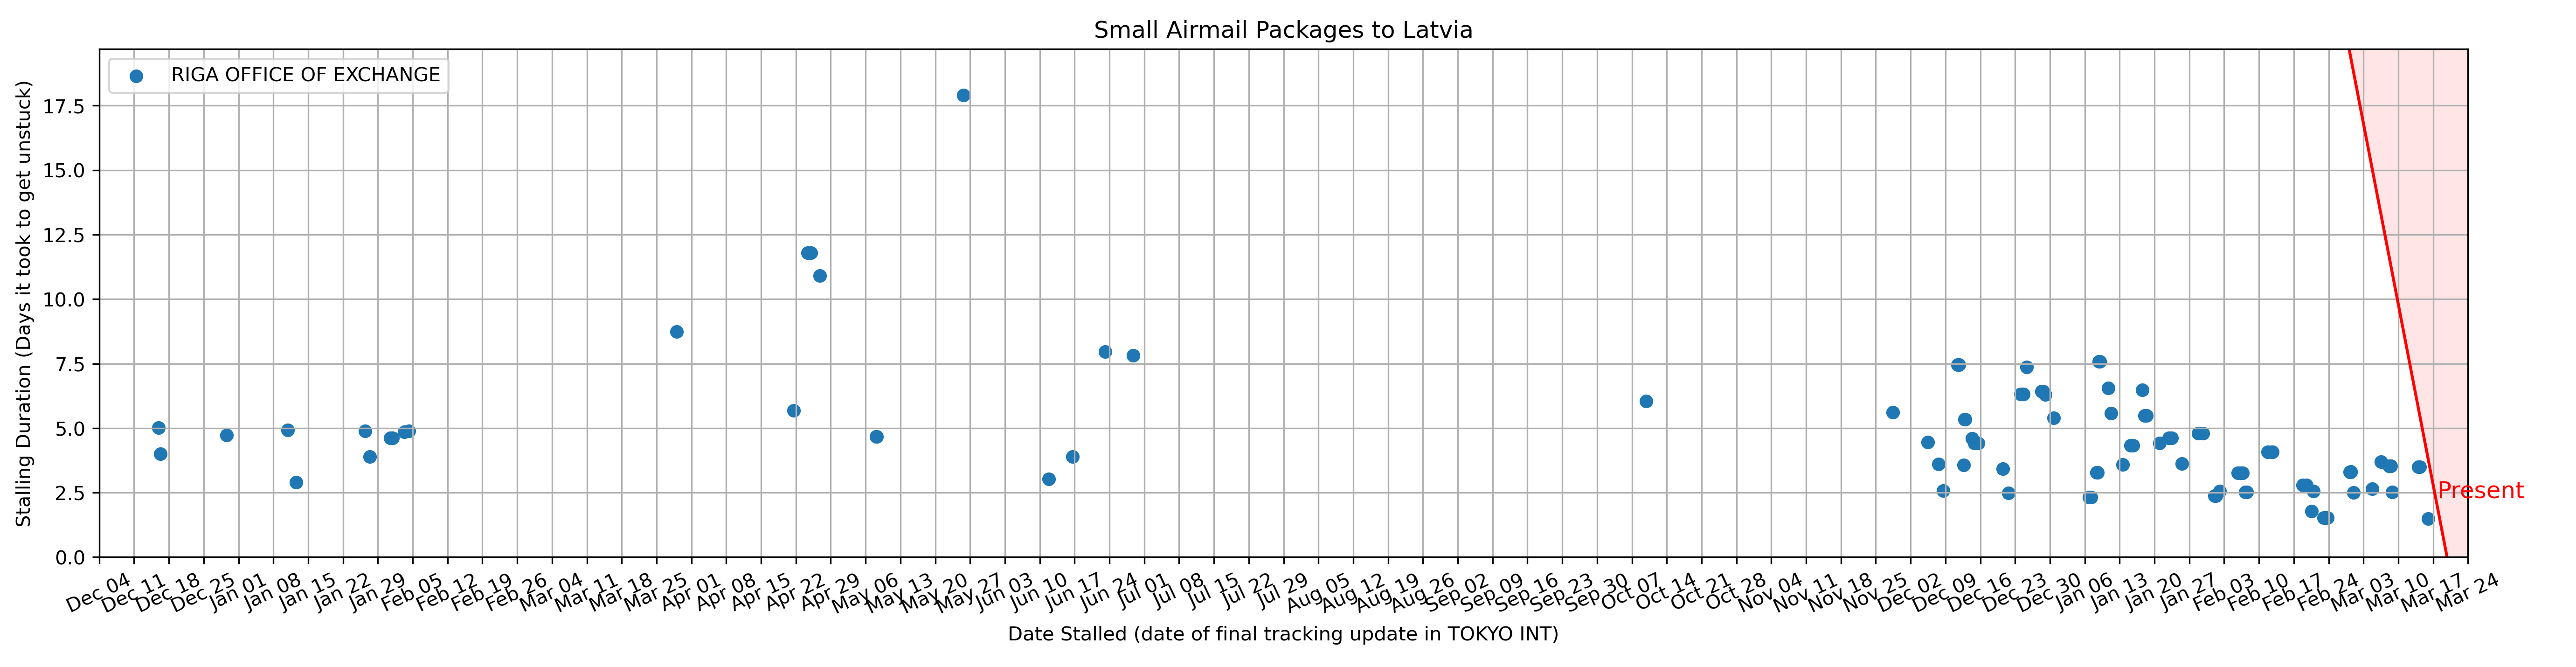 Small Airmail Packages to Latvia
RIGA OFFICE OF EXCHANGE
Stalling Duration (Days it took to get unstuck)
17.5
15.0
12.5
10.0
7.5
5.0
2.5
0.0
Present
Dec 04
Dec 11
Dec 18
Dec 25
Jan 01
Jan 08
Jan 15
Jan 22
Jan 29
Feb 05
Feb 12
Feb 19
Feb 26
Mar 04
Mar 11
Mar 18
Mar 25
Apr 01
Apr 08
Apr 15
Apr 22
Apr 29
May 06
May 13
May 20
May 27
Jun 03
Jun 10
Jun 17
Jun 24
Jul 01
Jul 08
Jul 15
Jul 22
Jul 29
Aug 05
Aug 12
Aug 19
Aug 26
Sep 02
Sep 09
Sep 16
Sep 23
Sep 30
Oct 07
Oct 14
Oct 21
Oct 28
Nov 04
Nov 11
Nov 18
Nov 25
Dec 02
Dec 09
Dec 16
Dec 23
Dec 30
Jan 06
Jan 13
Jan 20
Jan 27
Feb 03
Feb 10
Feb 17
Feb 24
Mar 03
Mar 10
Mar 17
Mar 24
Date Stalled (date of final tracking update in TOKYO INT)